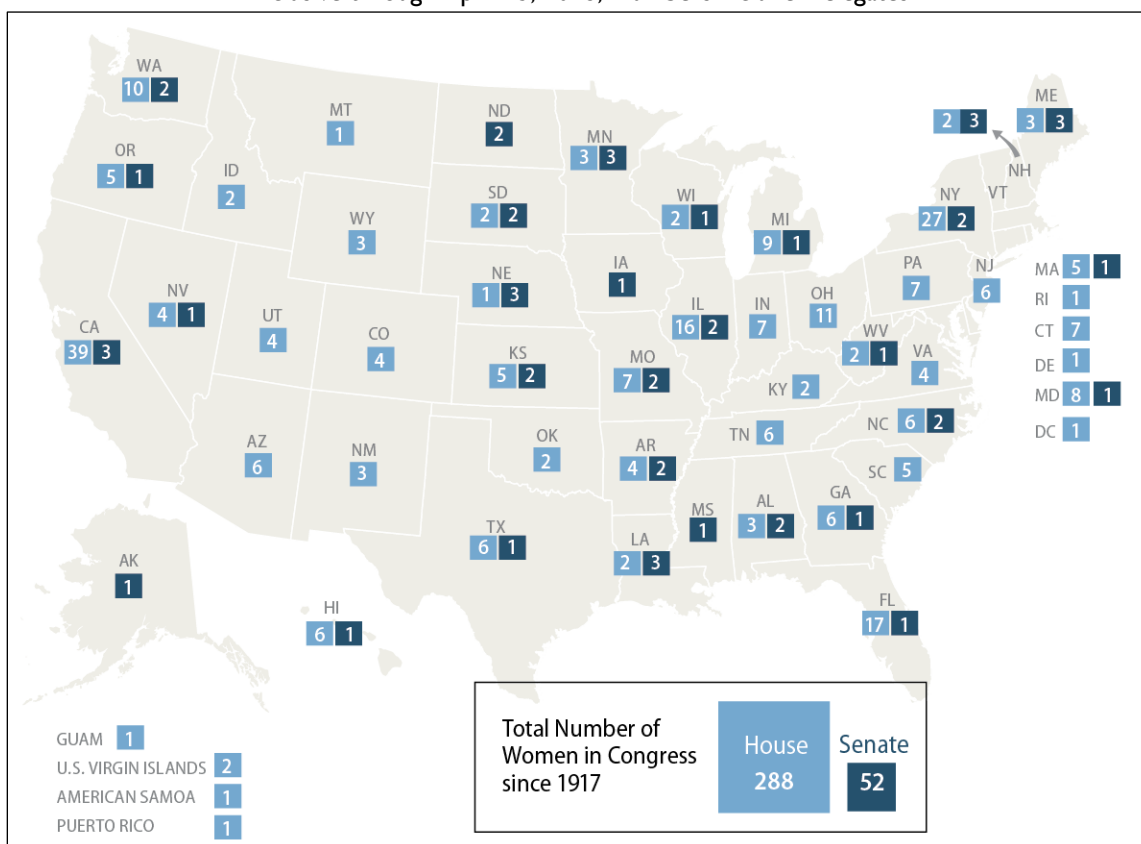 WA
10 2
MT
1
ND
2
MN
3 3
2 3
ME
3 3
OR
5 1
ID
2
SD
2 2
WI
2 1
MI
9 1
NH
VT
NY
27 2
WY
3
NE
1 3
IA
1
PA
7
NJ
6
MA 5 1
RI 1
CT 7
DE 1
MD 8 1
DC 1
NV
4 1
UT
4
CO
4
IL
16 2
IN
7
OH
11
WV
2 1
VA
4
CA
39 3
KS
5 2
MO
7 2
KY 2
NC 6 2
TN 6
SC 5
AZ
6
NM
3
OK
2
AR
4 2
MS
1
AL
3 2
GA
6 1
TX
6 1
LA
2 3
FL
17 1
AK
1
HI
6 1
GUAM 1
U.S. VIRGIN ISLANDS 2
AMERICAN SAMOA 1
PUERTO RICO 1
Total Number of
Women in Congress
since 1917
House
288
Senate
52